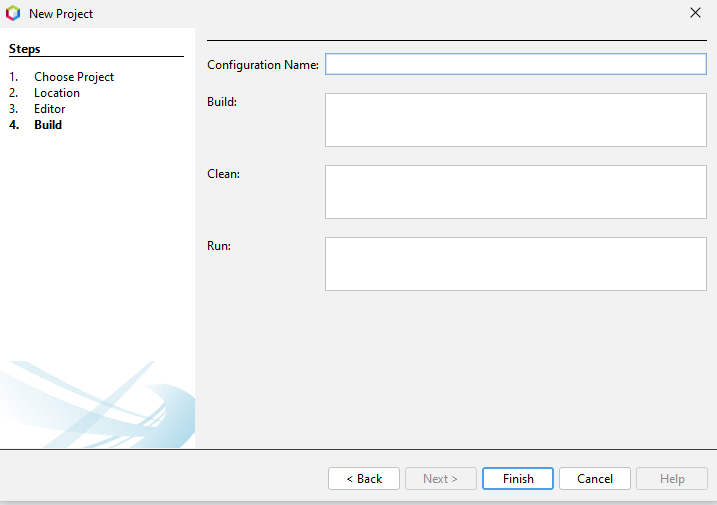 New Project
Steps
1. Choose Project
2. Location
3. Editor
4. Build
Configuration Name:
Build:
Clean:
Run:
< Back
Next >
Finish
Cancel
Help